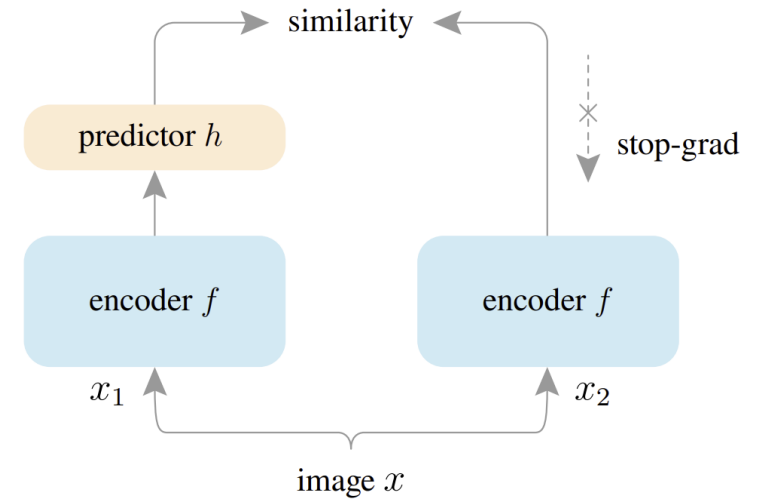 similarity
predictor h
stop-grad
encoder f
encoder f
x₁
x₂
image x